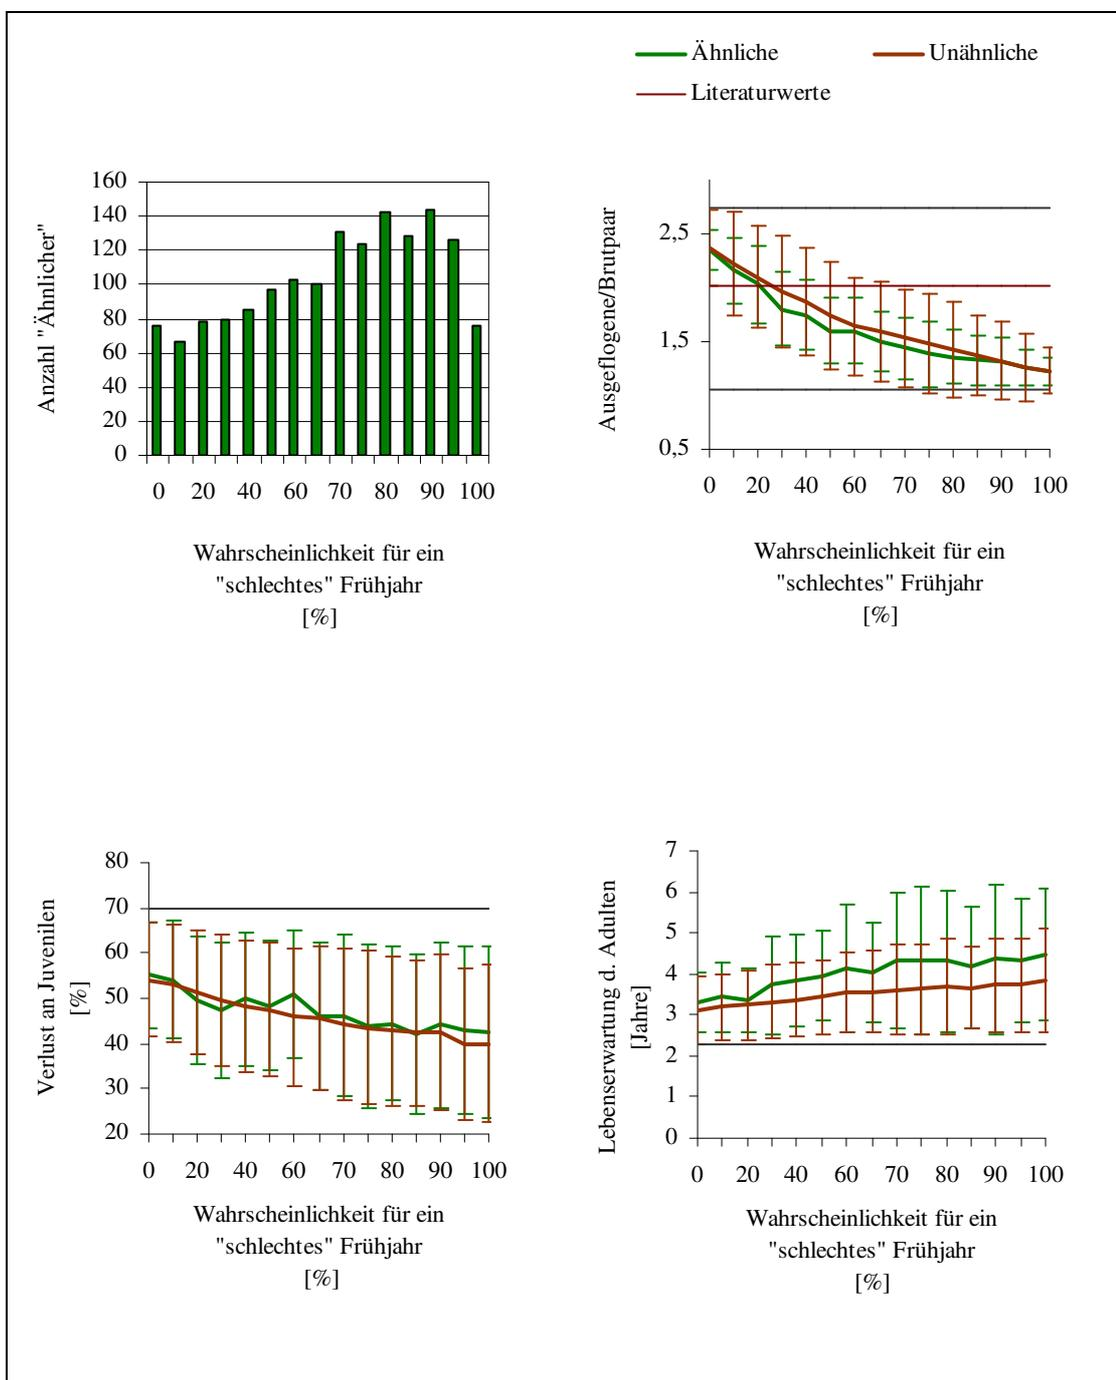 Ähnliche Unähnliche
Literaturwerte
Anzahl "Ähnlicher"
160
140
120
100
80
60
40
20
0
0 20 40 60 70 80 90 100
Wahrscheinlichkeit für ein
"schlechtes" Frühjahr
[%]
Ausgeflogene/Brutpaar
2,5
1,5
0,5
0 20 40 60 70 80 90 100
Wahrscheinlichkeit für ein
"schlechtes" Frühjahr
[%]
Verlust an Juvenilen
[%]
80
70
60
50
40
30
20
0 20 40 60 70 80 90 100
Wahrscheinlichkeit für ein
"schlechtes" Frühjahr
[%]
Lebenserwartung d. Adulten
[Jahre]
7
6
5
4
3
2
1
0
0 20 40 60 70 80 90 100
Wahrscheinlichkeit für ein
"schlechtes" Frühjahr
[%]